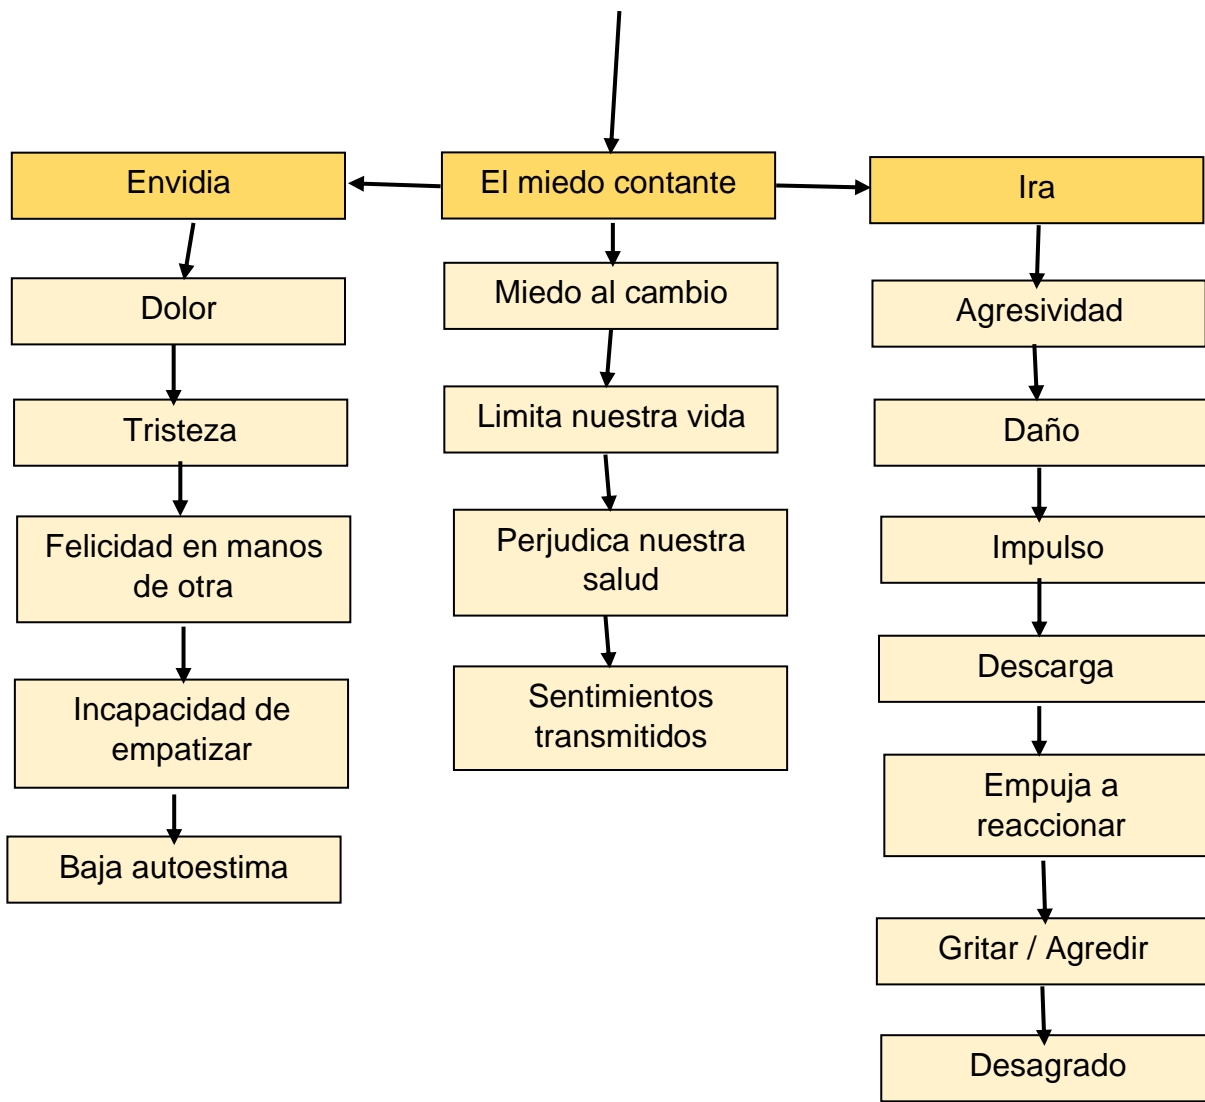 Envidia
El miedo contante
Ira
Dolor
Miedo al cambio
Agresividad
Tristeza
Limita nuestra vida
Daño
Felicidad en manos
de otra
Perjudica nuestra
salud
Impulso
Incapacidad de
empatizar
Sentimientos
transmitidos
Descarga
Baja autoestima
Empuja a
reaccionar
Gritar / Agredir
Desagrado